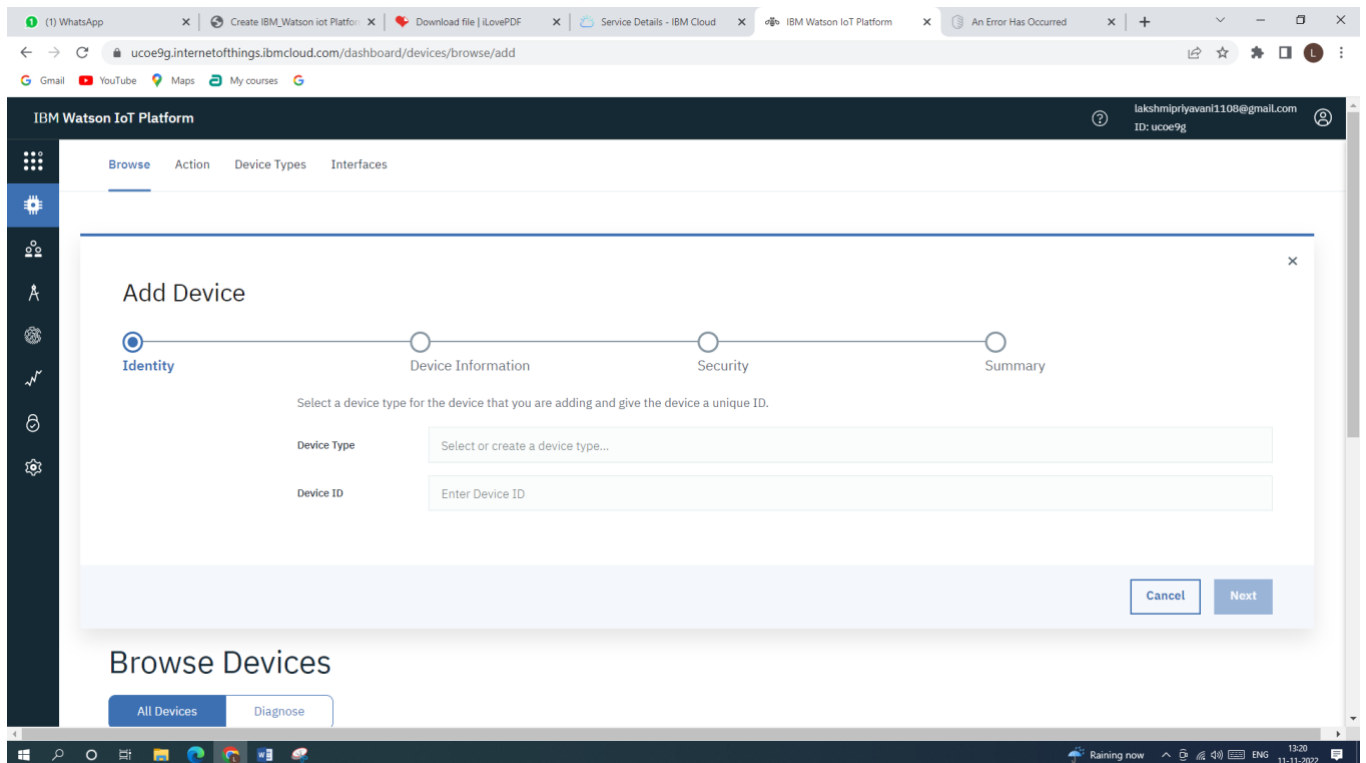 (1) WhatsApp
Create IBM_Watson iot Platfor
Download file | iLovePDF
Service Details - IBM Cloud
IBM Watson IoT Platform
An Error Has Occurred
ucoe9g.internetofthings.ibmcloud.com/dashboard/devices/browse/add
L
Gmail YouTube Maps My courses
IBM Watson IoT Platform
lakshmipriyavani1108@gmail.com
ID: ucoe9g
Browse Action Device Types Interfaces
Add Device
Identity Device Information Security Summary
Select a device type for the device that you are adding and give the device a unique ID.
Device Type Select or create a device type...
Device ID Enter Device ID
Cancel Next
Browse Devices
All Devices Diagnose
Raining now ENG 13:20
11-11-2022